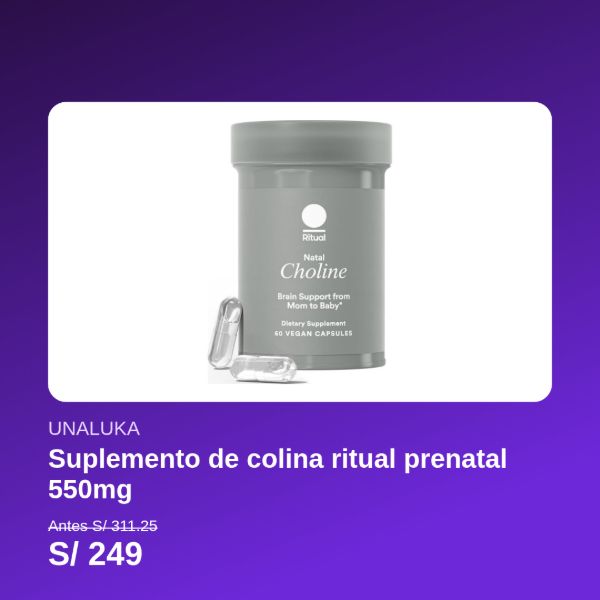 Ritual
Natal
Choline
Brain Support from
Mom to Baby*
Dietary Supplement
60 VEGAN CAPSULES
UNALUKA
Suplemento de colina ritual prenatal
550mg
Antes S/ 311.25
S/ 249